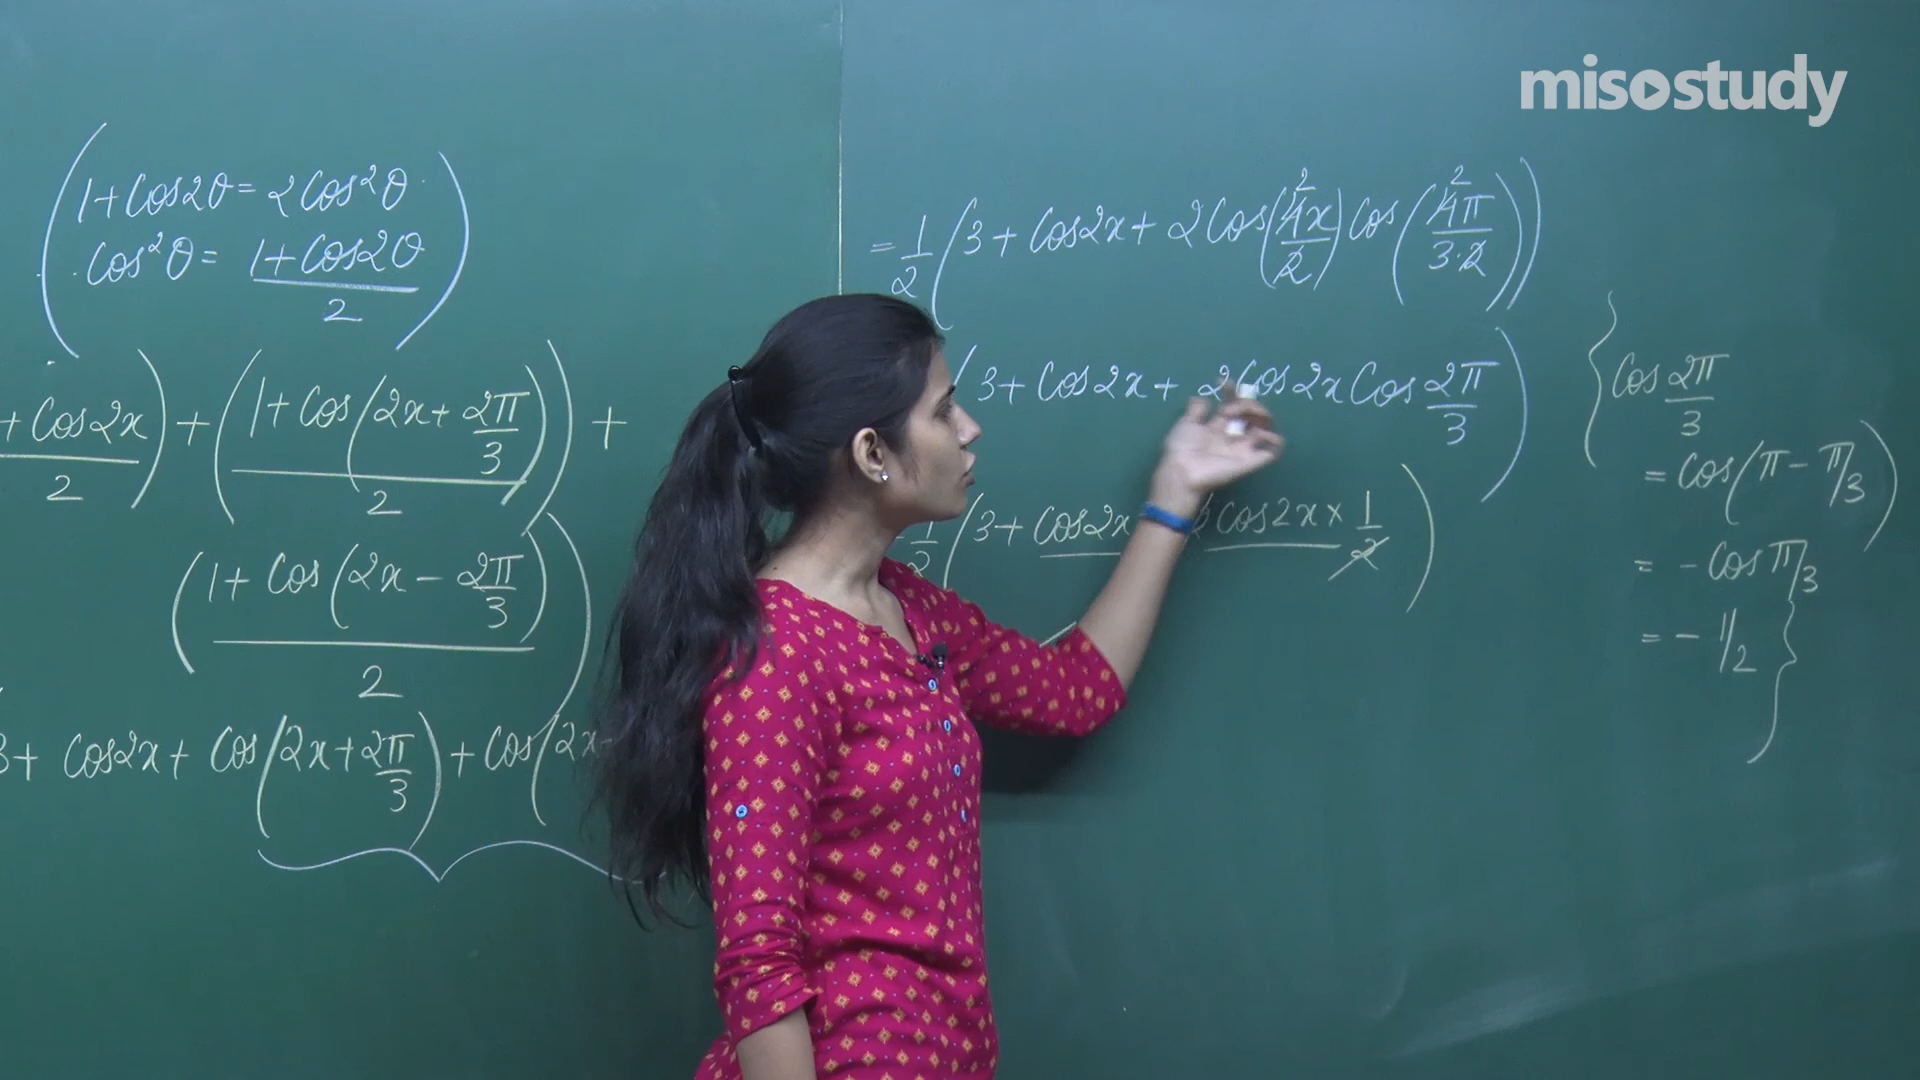 misostudy
(1+Cos2θ=2Cos²θ
Cos²θ=(1+Cos2θ)/2)
+Cos2x)/2)+((1+Cos(2x+2π/3))/2)+
((1+Cos(2x-2π/3))/2)
3+Cos2x+Cos(2x+2π/3)+Cos(2x-
=1/2(3+Cos2x+2Cos(4x/2)Cos(4π/3·2))
(3+Cos2x+2Cos2xCos2π/3)
1/2(3+Cos2x 2Cos2x×1/2)
{Cos2π/3
=Cos(π-π/3)
=-Cosπ/3
=-1/2}